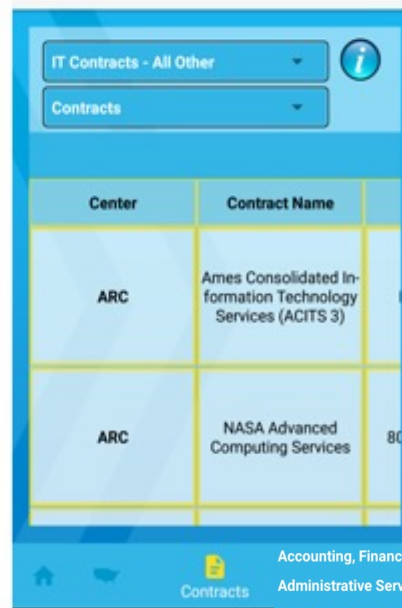 IT Contracts - All Other
Contracts
Center
Contract Name
ARC
Ames Consolidated In-
formation Technology
Services (ACITS 3)
ARC
NASA Advanced
Computing Services
80
Contracts
Accounting, Financ
Administrative Serv